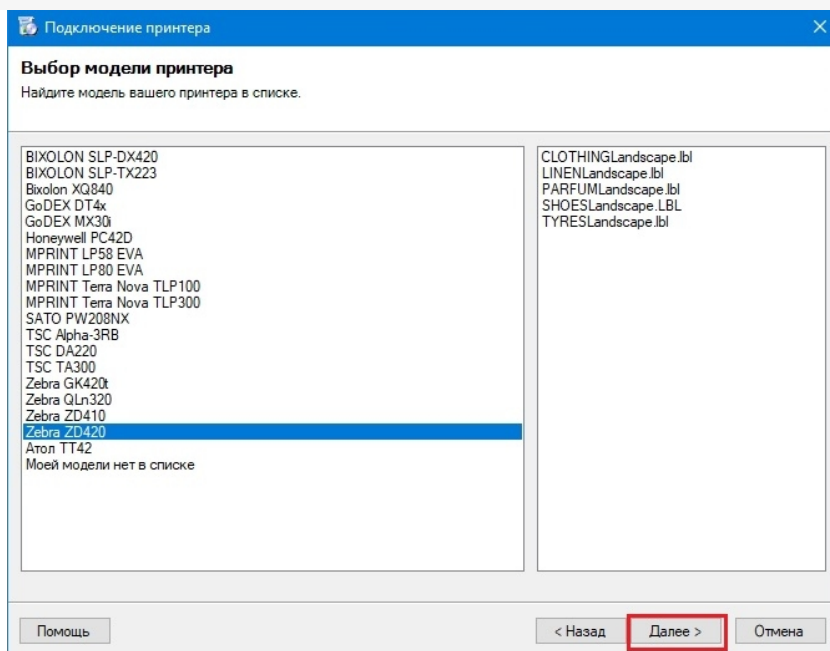 Подключение принтера
Выбор модели принтера
Найдите модель вашего принтера в списке.
BIXOLON SLP-DX420
BIXOLON SLP-TX223
Bixolon XQ840
GoDEX DT4x
GoDEX MX30i
Honeywell PC42D
MPRINT LP58 EVA
MPRINT LP80 EVA
MPRINT Terra Nova TLP100
MPRINT Terra Nova TLP300
SATO PW208NX
TSC Alpha-3RB
TSC DA220
TSC TA300
Zebra GK420t
Zebra QLn320
Zebra ZD410
Zebra ZD420
Атол TT42
Моей модели нет в списке
CLOTHINGLandscape.lbl
LINENLandscape.lbl
PARFUMLandscape.lbl
SHOESLandscape.LBL
TYRESLandscape.lbl
Помощь
< Назад
Далее >
Отмена